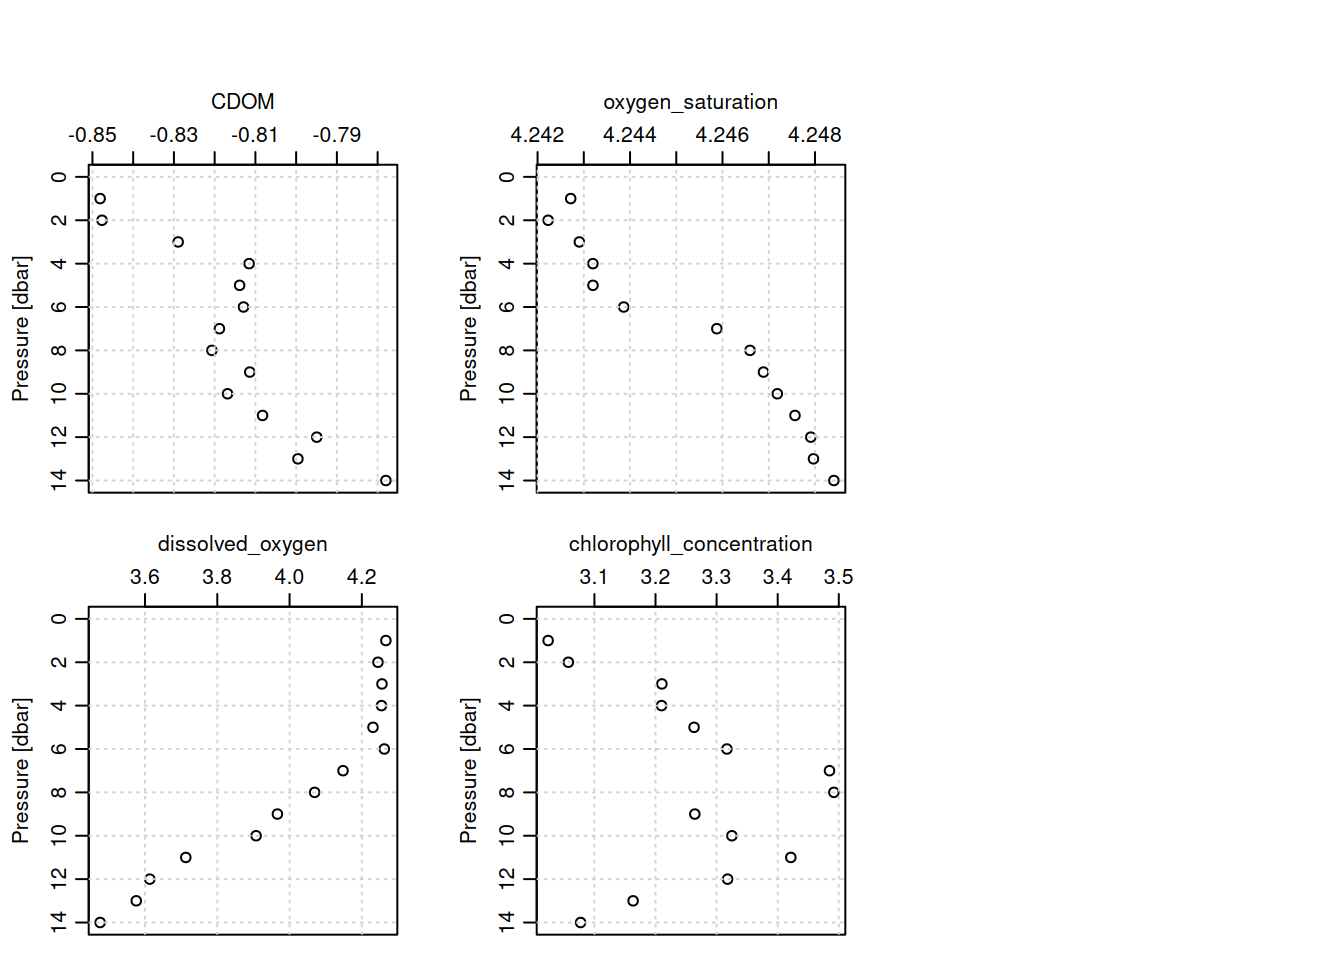 CDOM
-0.85 -0.83 -0.81 -0.79
0 2 4 6 8 10 12 14
Pressure [dbar]
oxygen_saturation
4.242 4.244 4.246 4.248
0 2 4 6 8 10 12 14
Pressure [dbar]
dissolved_oxygen
3.6 3.8 4.0 4.2
0 2 4 6 8 10 12 14
Pressure [dbar]
chlorophyll_concentration
3.1 3.2 3.3 3.4 3.5
0 2 4 6 8 10 12 14
Pressure [dbar]